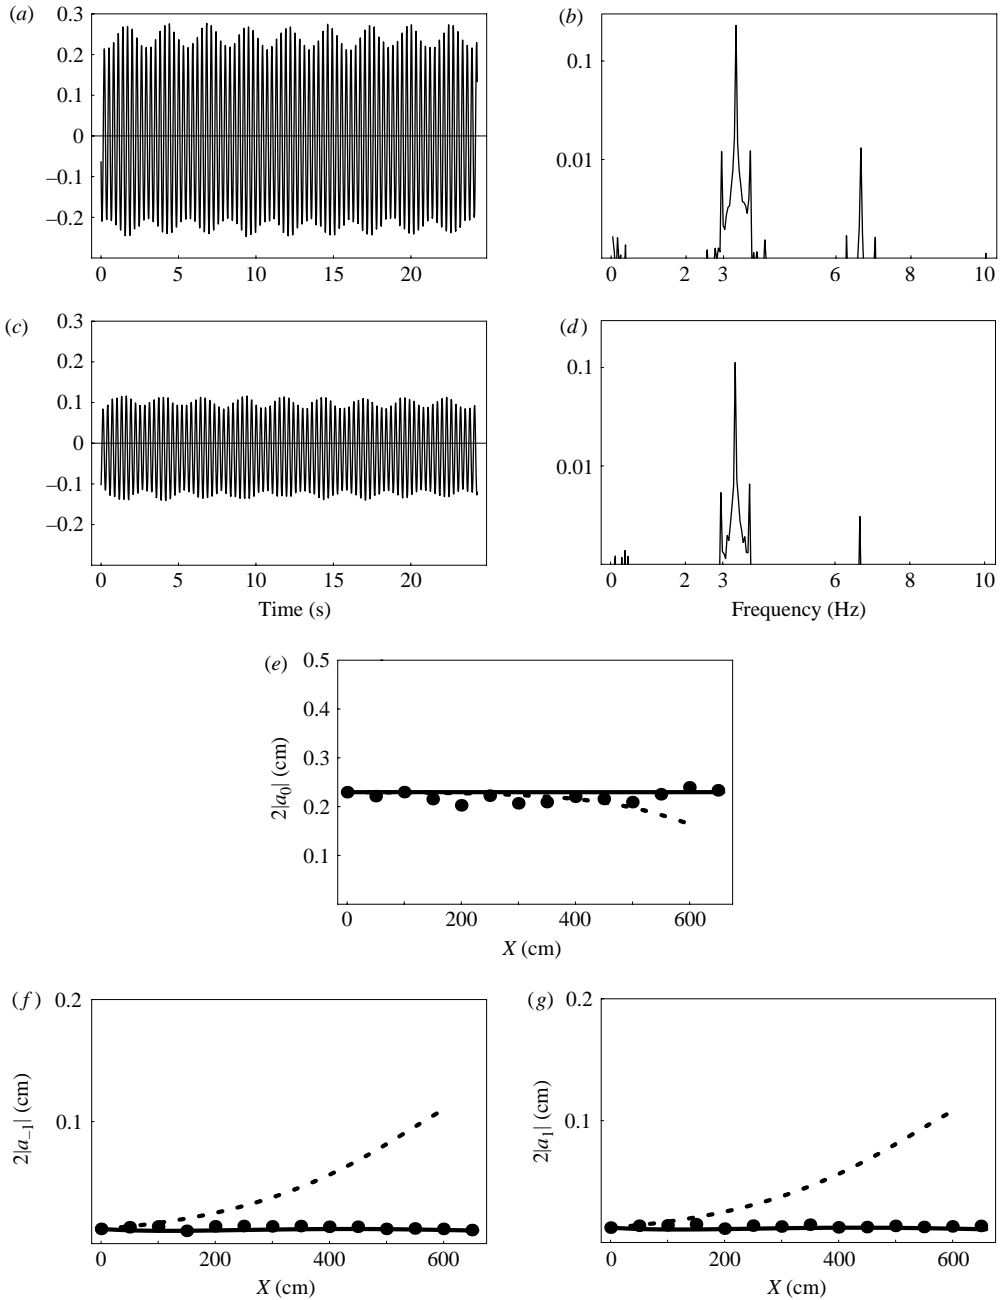 (a)
0.3
0.2
0.1
0
–0.1
–0.2
0 5 10 15 20
(b)
0.1
0.01
0 2 3 6 8 10
(c)
0.3
0.2
0.1
0
–0.1
–0.2
0 5 10 15 20
Time (s)
(d)
0.1
0.01
0 2 3 6 8 10
Frequency (Hz)
(e)
0.5
0.4
0.3
0.2
0.1
2|a0| (cm)
0 200 400 600
X (cm)
(f)
0.2
0.1
2|a–1| (cm)
0 200 400 600
X (cm)
(g)
0.2
0.1
2|a1| (cm)
0 200 400 600
X (cm)